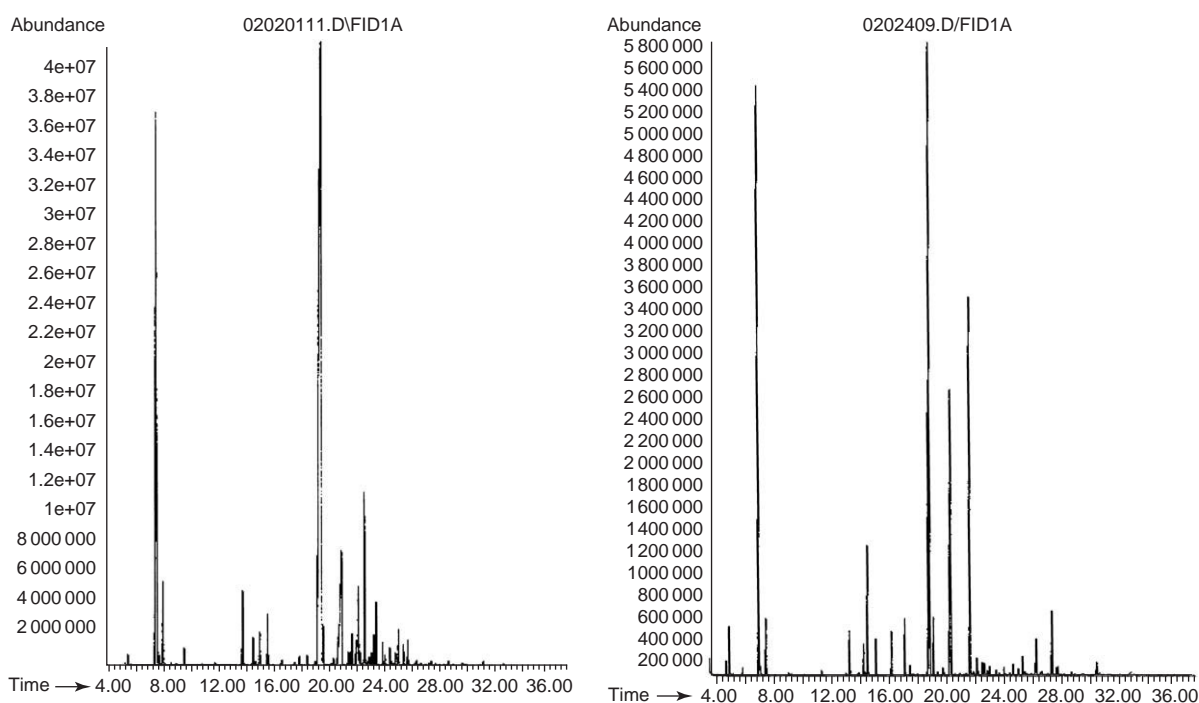 Abundance
02020111.D\FID1A
4e+07
3.8e+07
3.6e+07
3.4e+07
3.2e+07
3e+07
2.8e+07
2.6e+07
2.4e+07
2.2e+07
2e+07
1.8e+07
1.6e+07
1.4e+07
1.2e+07
1e+07
8 000 000
6 000 000
4 000 000
2 000 000
Time
4.00 8.00 12.00 16.00 20.00 24.00 28.00 32.00 36.00
Abundance
0202409.D/FID1A
5 800 000
5 600 000
5 400 000
5 200 000
5 000 000
4 800 000
4 600 000
4 400 000
4 200 000
4 000 000
3 800 000
3 600 000
3 400 000
3 200 000
3 000 000
2 800 000
2 600 000
2 400 000
2 200 000
2 000 000
1 800 000
1 600 000
1 400 000
1 200 000
1 000 000
800 000
600 000
400 000
200 000
Time
4.00 8.00 12.00 16.00 20.00 24.00 28.00 32.00 36.00